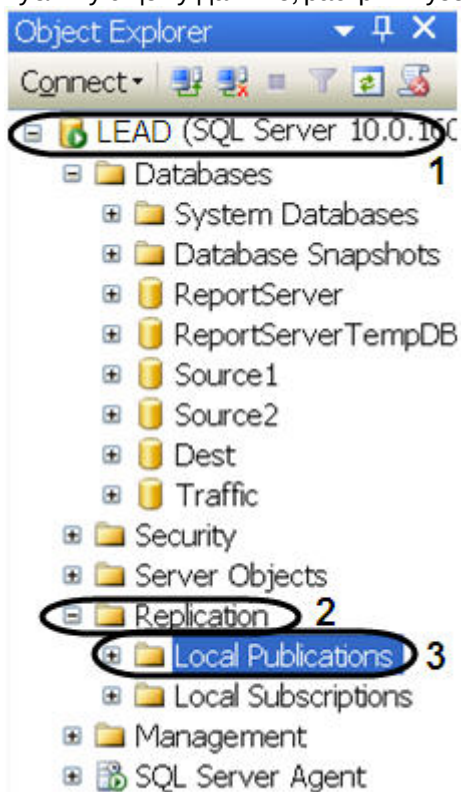 Object Explorer
Connect
LEAD (SQL Server 10.0.160
1
Databases
System Databases
Database Snapshots
ReportServer
ReportServerTempDB
Source1
Source2
Dest
Traffic
Security
Server Objects
Replication 2
Local Publications 3
Local Subscriptions
Management
SQL Server Agent